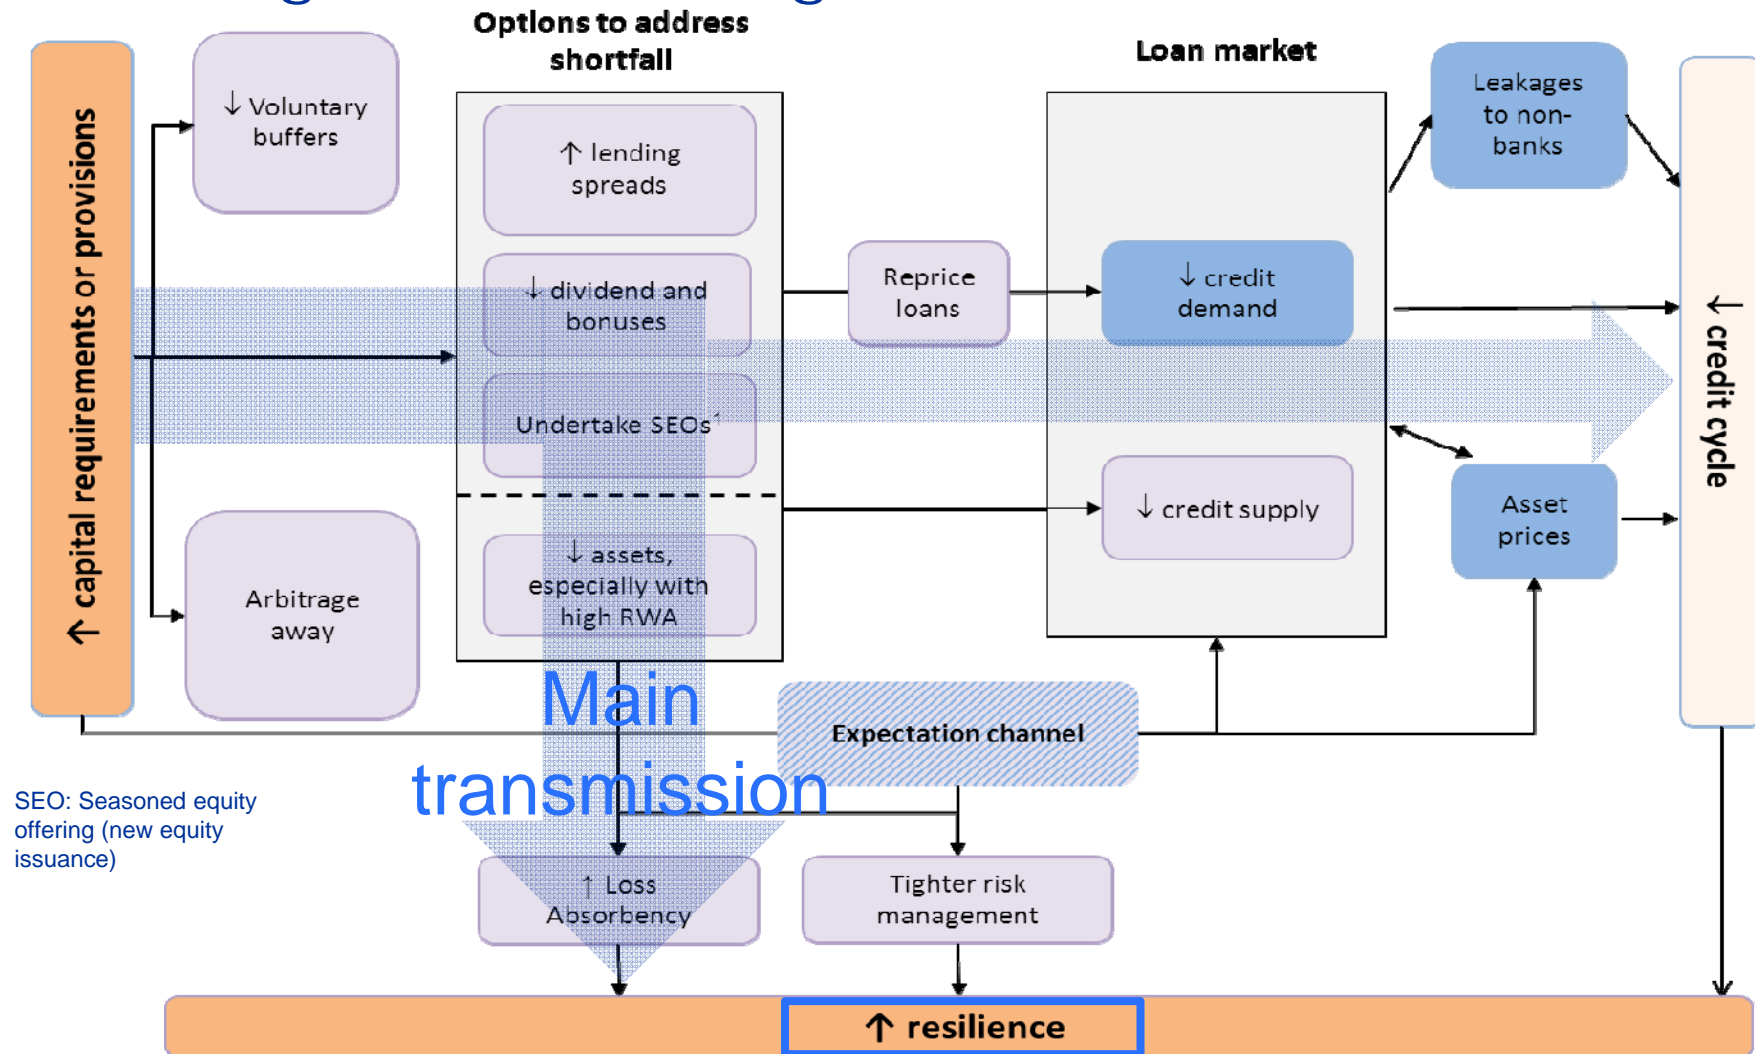 Options to address
shortfall
Loan market
↑ capital requirements or provisions
↓ Voluntary
buffers
Arbitrage
away
↑ lending
spreads
↓ dividend and
bonuses
Undertake SEOs¹
↓ assets,
especially with
high RWA
Reprice
loans
↓ credit
demand
↓ credit supply
Leakages
to non-
banks
Asset
prices
↓ credit cycle
Main
transmission
Expectation channel
SEO: Seasoned equity
offering (new equity
issuance)
↑ Loss
Absorbency
Tighter risk
management
↑ resilience